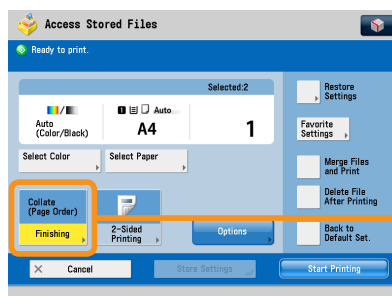 Access Stored Files
Ready to print.
Selected:2
Auto
(Color/Black)
1 Auto
A4
1
Select Color
Select Paper
Collate
(Page Order)
Finishing
2-Sided
Printing
Options
Restore
Settings
Favorite
Settings
Merge Files
and Print
Delete File
After Printing
Back to
Default Set.
Cancel
Store Settings
Start Printing